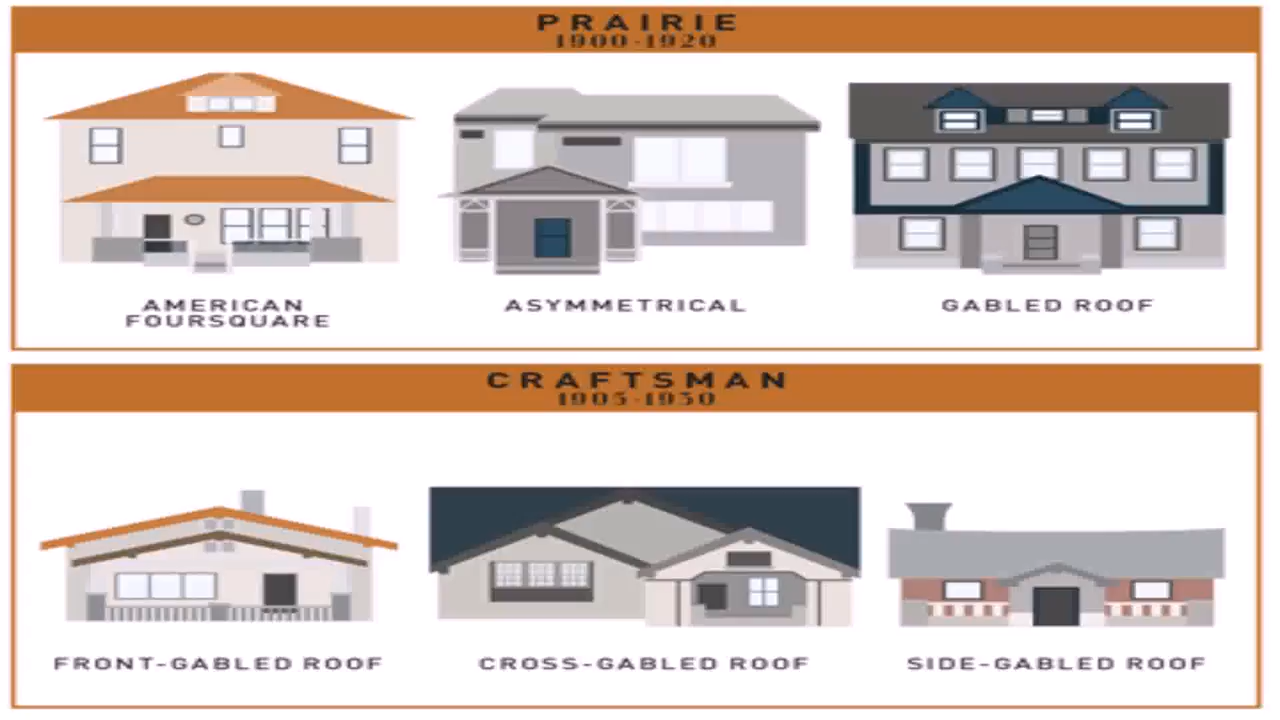 PRAIRIE
1900-1920
AMERICAN
FOURSQUARE
ASYMMETRICAL
GABLED ROOF
CRAFTSMAN
1905-1930
FRONT-GABLED ROOF
CROSS-GABLED ROOF
SIDE-GABLED ROOF